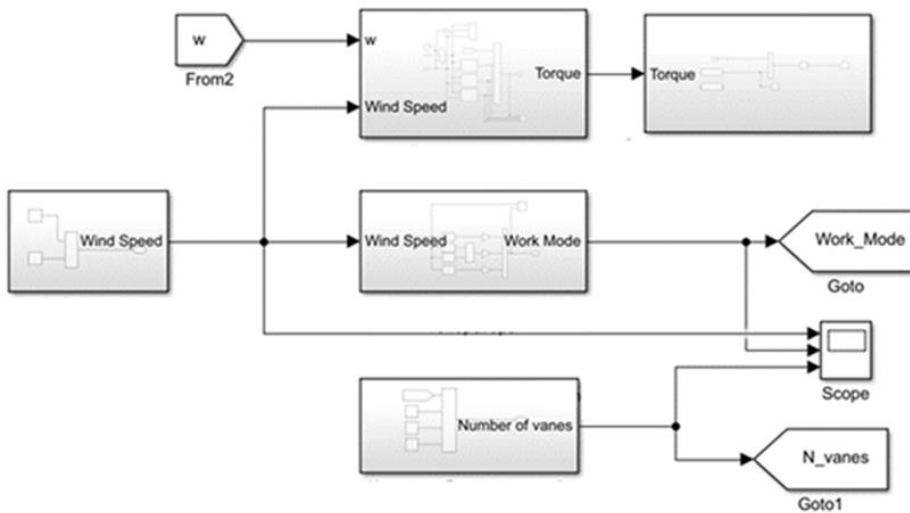 w
From2
w
Torque
Wind Speed
Torque
Wind Speed
Wind Speed
Work Mode
Work_Mode
Goto
Scope
Number of vanes
N_vanes
Goto1